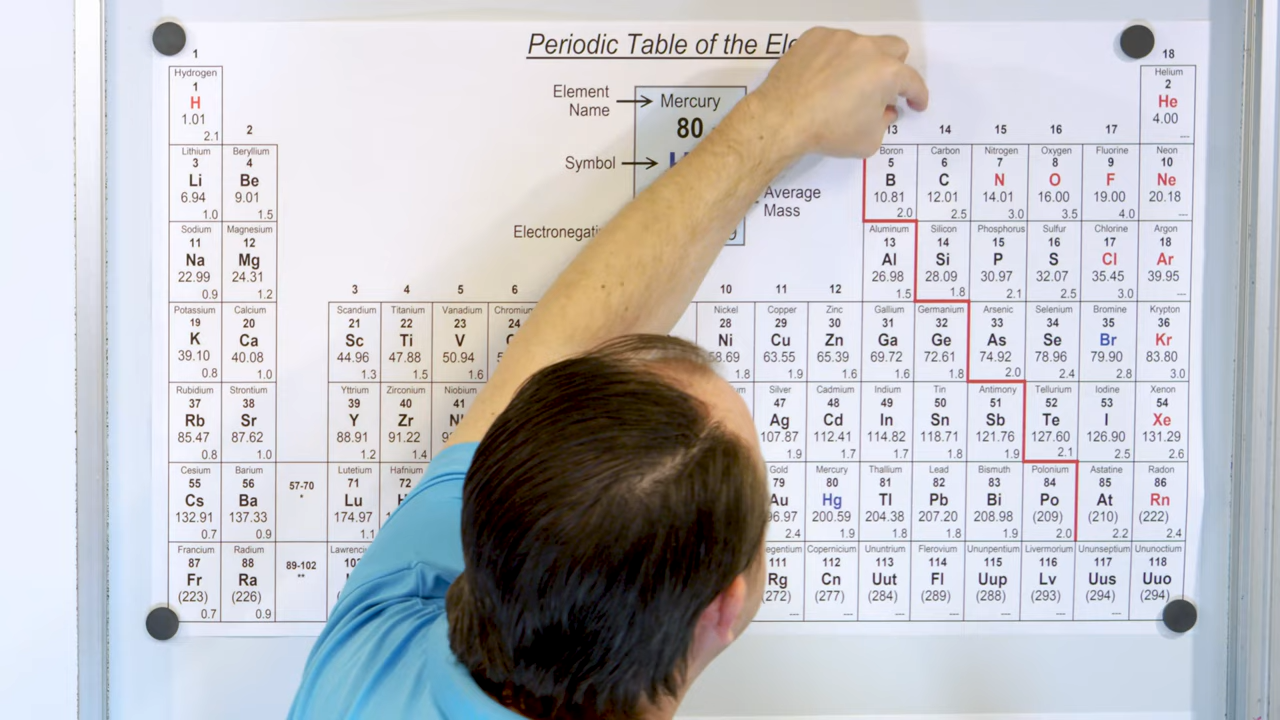 Periodic Table of the
1
18
Element Name
Mercury
80
Symbol
Average Mass
2
13 14 15 16 17
Hydrogen Helium
1 2
H He
1.01 4.00
2.1 ---
Lithium Beryllium Boron Carbon Nitrogen Oxygen Fluorine Neon
3 4 5 6 7 8 9 10
Li Be B C N O F Ne
6.94 9.01 10.81 12.01 14.01 16.00 19.00 20.18
1.0 1.5 2.0 2.5 3.0 3.5 4.0 ---
Sodium Magnesium Aluminum Silicon Phosphorus Sulfur Chlorine Argon
11 12 13 14 15 16 17 18
Na Mg Al Si P S Cl Ar
22.99 24.31 26.98 28.09 30.97 32.07 35.45 39.95
0.9 1.2 1.5 1.8 2.1 2.5 3.0 ---
3 4 5 6 10 11 12
Potassium Calcium Scandium Titanium Vanadium Nickel Copper Zinc Gallium Germanium Arsenic Selenium Bromine Krypton
19 20 21 22 23 24 28 29 30 31 32 33 34 35 36
K Ca Sc Ti V Ni Cu Zn Ga Ge As Se Br Kr
39.10 40.08 44.96 47.88 50.94 63.55 65.39 69.72 72.61 74.92 78.96 79.90 83.80
0.8 1.0 1.3 1.5 1.6 1.8 1.9 1.6 1.6 1.8 2.0 2.4 2.8 3.0
Rubidium Strontium Yttrium Zirconium Niobium Silver Cadmium Indium Tin Antimony Tellurium Iodine Xenon
37 38 39 40 41 47 48 49 50 51 52 53 54
Rb Sr Y Zr Ag Cd In Sn Sb Te I Xe
85.47 87.62 88.91 91.22 107.87 112.41 114.82 118.71 121.76 127.60 126.90 131.29
0.8 1.0 1.2 1.4 1.9 1.7 1.7 1.8 1.9 2.1 2.5 2.6
Cesium Barium Lutetium Hafnium Gold Mercury Thallium Lead Bismuth Polonium Astatine Radon
55 56 57-70 71 72 79 80 81 82 83 84 85 86
Cs Ba * Lu Au Hg Tl Pb Bi Po At Rn
132.91 137.33 174.97 200.59 204.38 207.20 208.98 (209) (210) (222)
0.7 0.9 1.1 2.4 1.9 1.8 1.8 1.9 2.0 2.2 2.4
Francium Radium Copernicium Ununtrium Flerovium Ununpentium Livermorium Ununseptium Ununoctium
87 88 89-102 111 112 113 114 115 116 117 118
Fr Ra ** Rg Cn Uut Fl Uup Lv Uus Uuo
(223) (226) (272) (277) (284) (289) (288) (293) (294) (294)
0.7 0.9 --- --- --- --- --- --- --- ---